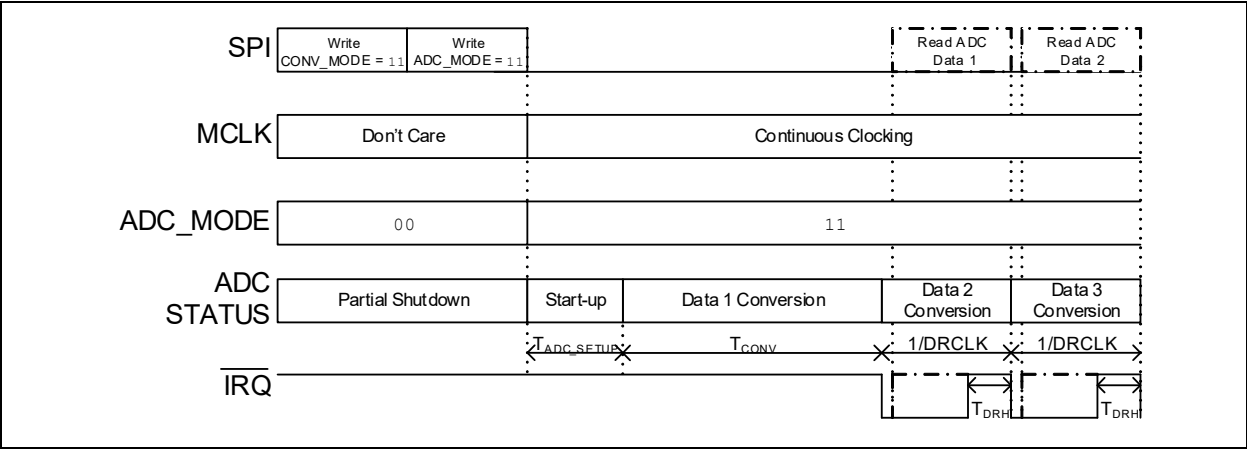 SPI
Write
CONV_MODE = 11
Write
ADC_MODE = 11
Read ADC
Data 1
Read ADC
Data 2
MCLK
Don't Care
Continuous Clocking
ADC_MODE
00
11
ADC
STATUS
Partial Shutdown
Start-up
Data 1 Conversion
Data 2
Conversion
Data 3
Conversion
TADC_SETUP
TCONV
1/DRCLK
1/DRCLK
IRQ
TDRH
TDRH